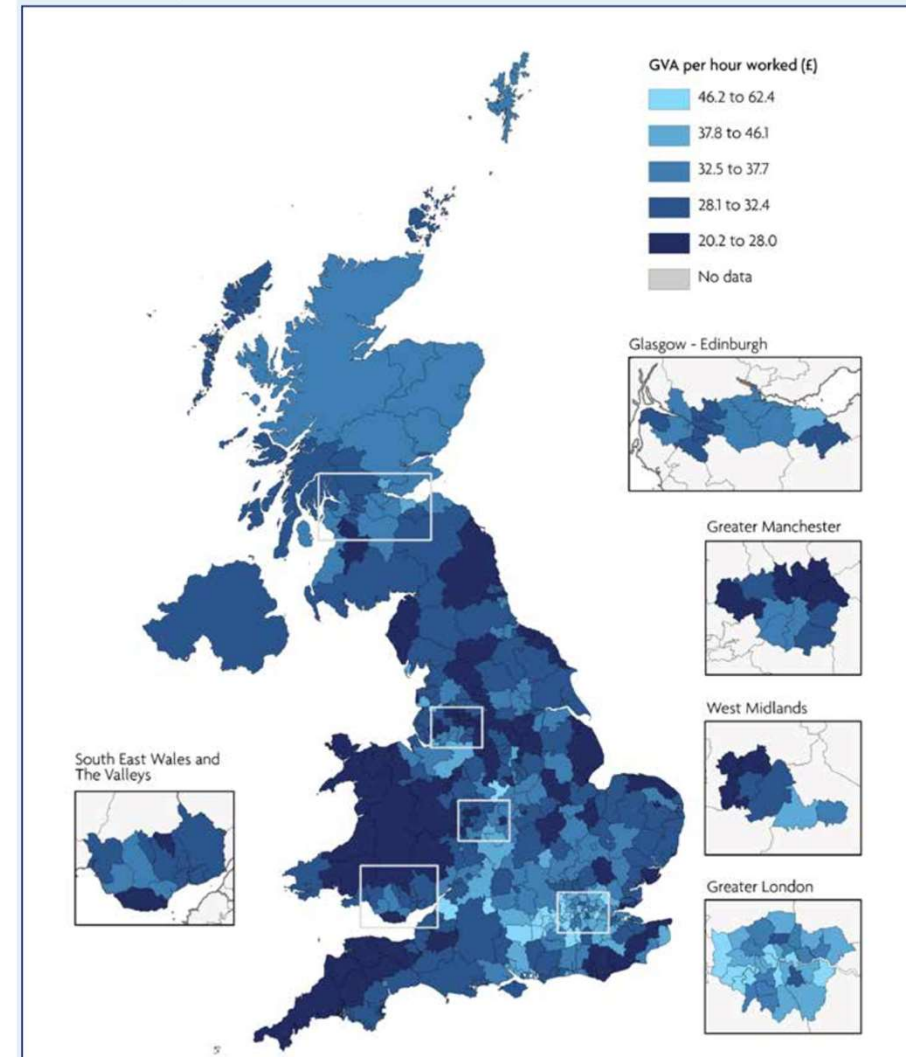 GVA per hour worked (£)
46.2 to 62.4
37.8 to 46.1
32.5 to 37.7
28.1 to 32.4
20.2 to 28.0
No data
Glasgow - Edinburgh
Greater Manchester
West Midlands
South East Wales and
The Valleys
Greater London